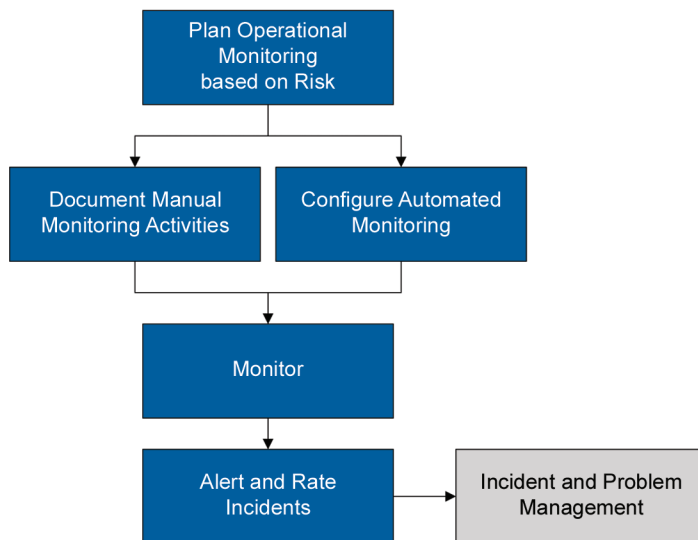 Plan Operational
Monitoring
based on Risk
Document Manual
Monitoring Activities
Configure Automated
Monitoring
Monitor
Alert and Rate
Incidents
Incident and Problem
Management